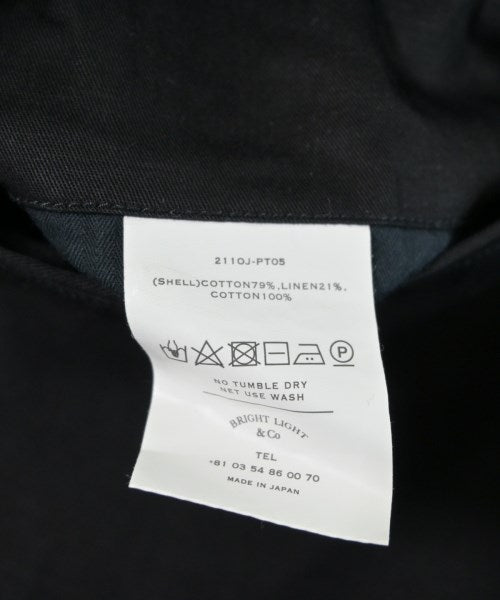 2110J-PT05
(SHELL)COTTON79%,LINEN21%,
COTTON100%
P
NO TUMBLE DRY
NET USE WASH
BRIGHT LIGHT
& Co
TEL
+81 03 54 86 00 70
MADE IN JAPAN